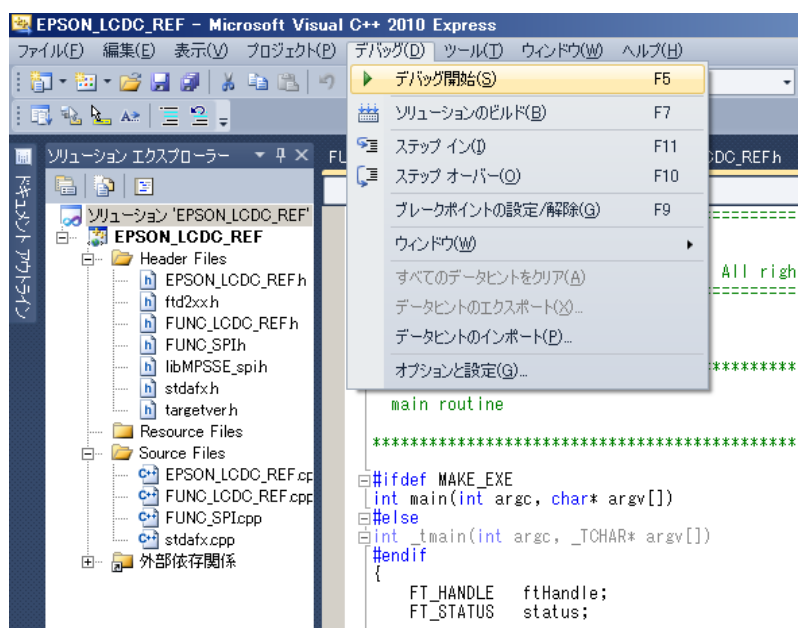 EPSON_LCDC_REF - Microsoft Visual C++ 2010 Express
ファイル(F) 編集(E) 表示(V) プロジェクト(P) デバッグ(D) ツール(T) ウィンドウ(W) ヘルプ(H)
デバッグ開始(S) F5
ソリューションのビルド(B) F7
ステップ イン(I) F11
ステップ オーバー(O) F10
ブレークポイントの設定/解除(G) F9
ウィンドウ(W)
すべてのデータヒントをクリア(A)
データヒントのエクスポート(X)...
データヒントのインポート(P)...
オプションと設定(G)...
ドキュメント アウトライン
ソリューション エクスプローラー
ソリューション 'EPSON_LCDC_REF'
EPSON_LCDC_REF
Header Files
EPSON_LCDC_REF.h
ftd2xx.h
FUNC_LCDC_REF.h
FUNC_SPI.h
libMPSSE_spi.h
stdafx.h
targetver.h
Resource Files
Source Files
EPSON_LCDC_REF.cp
FUNC_LCDC_REF.cpp
FUNC_SPI.cpp
stdafx.cpp
外部依存関係
FU
DC_REF.h
=========
All righ
=========
*********
main routine
*********************************************
#ifdef MAKE_EXE
int main(int argc, char* argv[])
#else
int _tmain(int argc, _TCHAR* argv[])
#endif
{
FT_HANDLE ftHandle;
FT_STATUS status;